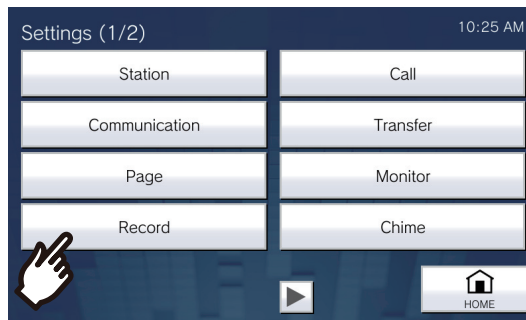 Settings (1/2)
10:25 AM
Station
Call
Communication
Transfer
Page
Monitor
Record
Chime
HOME